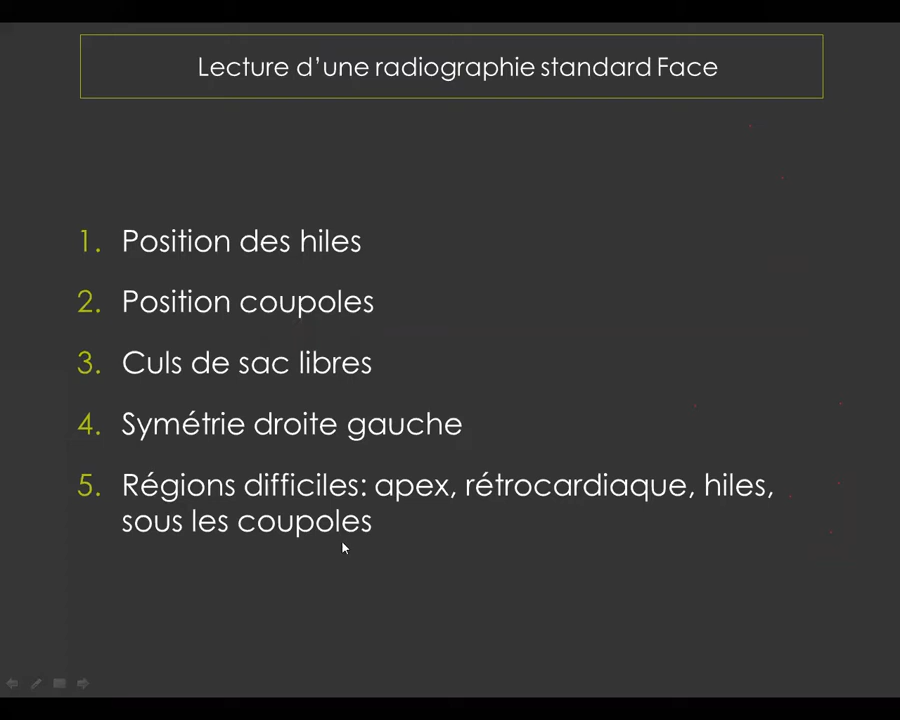 Lecture d’une radiographie standard Face
1. Position des hiles
2. Position coupoles
3. Culs de sac libres
4. Symétrie droite gauche
5. Régions difficiles: apex, rétrocardiaque, hiles,
sous les coupoles